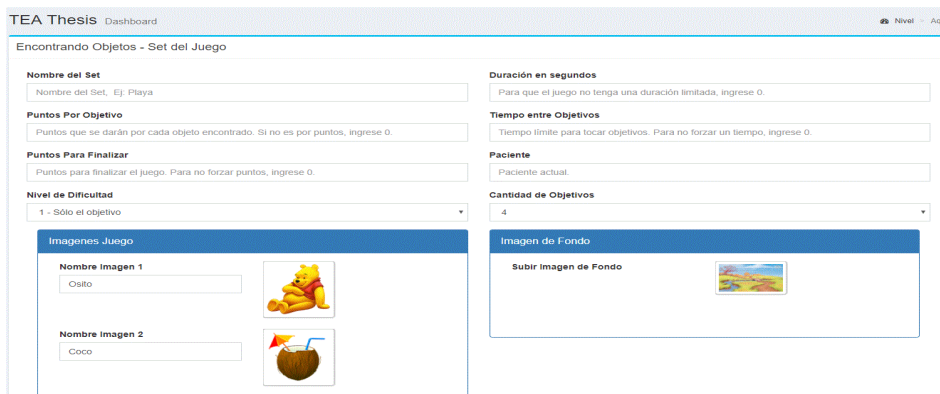 TEA Thesis Dashboard
Nivel
Encontrando Objetos - Set del Juego
Nombre del Set
Nombre del Set, Ej: Playa
Duración en segundos
Para que el juego no tenga una duración limitada, ingrese 0.
Puntos Por Objetivo
Puntos que se darán por cada objeto encontrado. Si no es por puntos, ingrese 0.
Tiempo entre Objetivos
Tiempo límite para tocar objetivos. Para no forzar un tiempo, ingrese 0.
Puntos Para Finalizar
Puntos para finalizar el juego. Para no forzar puntos, ingrese 0.
Paciente
Paciente actual.
Nivel de Dificultad
1 - Sólo el objetivo
Cantidad de Objetivos
4
Imagenes Juego
Nombre Imagen 1
Osito
Nombre Imagen 2
Coco
Imagen de Fondo
Subir Imagen de Fondo